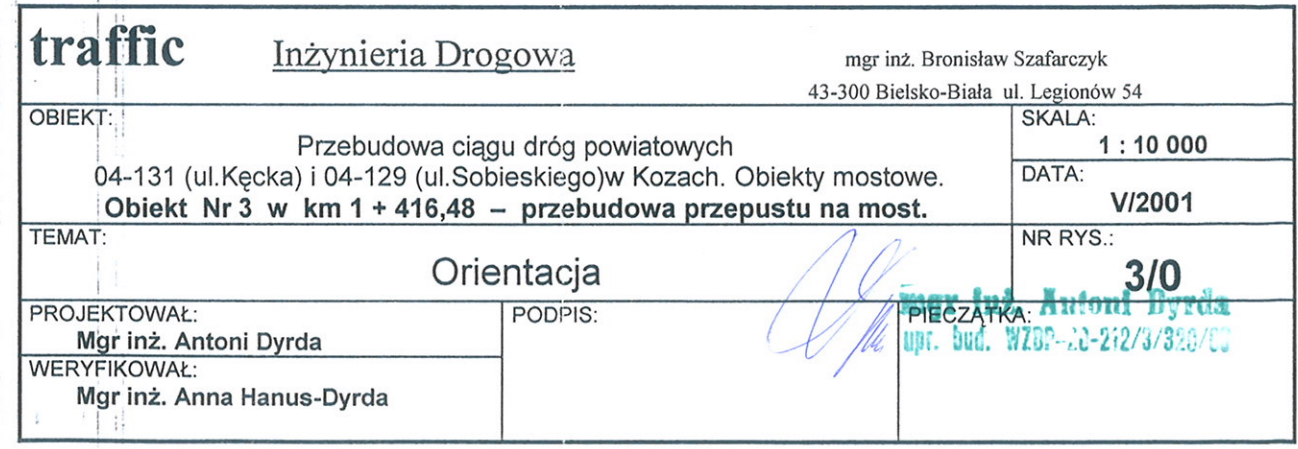 traffic Inżynieria Drogowa
mgr inż. Bronisław Szafarczyk
43-300 Bielsko-Biała ul. Legionów 54
OBIEKT:
Przebudowa ciągu dróg powiatowych
04-131 (ul.Kęcka) i 04-129 (ul.Sobieskiego)w Kozach. Obiekty mostowe.
Obiekt Nr 3 w km 1 + 416,48 – przebudowa przepustu na most.
SKALA:
1 : 10 000
DATA:
V/2001
TEMAT:
Orientacja
NR RYS.:
3/0
PROJEKTOWAŁ:
Mgr inż. Antoni Dyrda
WERYFIKOWAŁ:
Mgr inż. Anna Hanus-Dyrda
PODPIS:
PIECZĄTKA:
mgr inż. Antoni Dyrda
upr. bud.